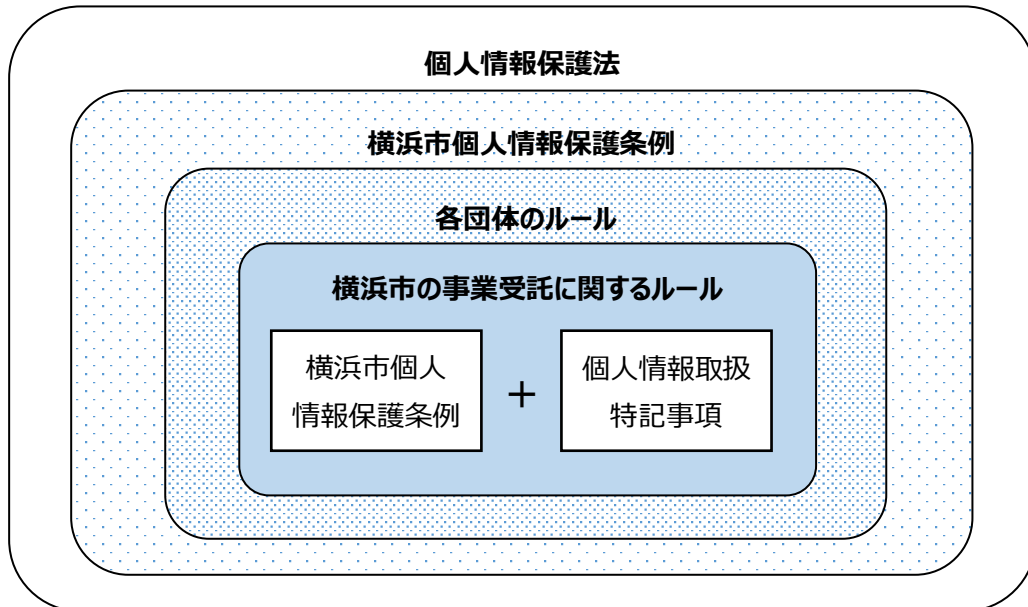 個人情報保護法
横浜市個人情報保護条例
各団体のルール
横浜市の事業受託に関するルール
横浜市個人
情報保護条例
＋
個人情報取扱
特記事項